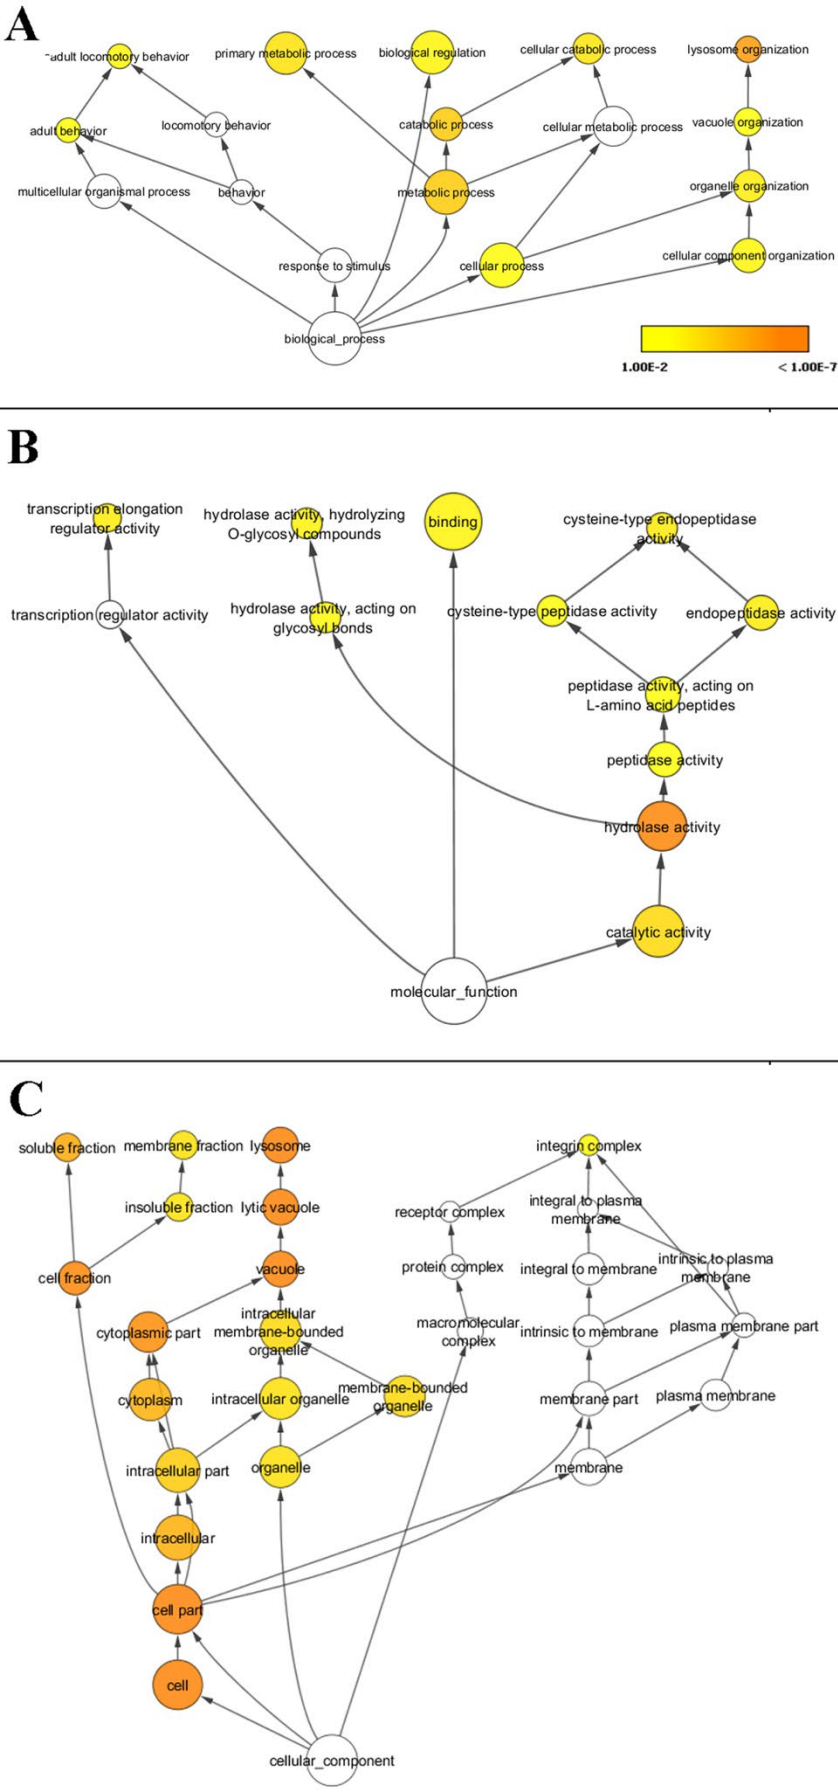 A
adult locomotory behavior
primary metabolic process
biological regulation
cellular catabolic process
lysosome organization
adult behavior
locomotory behavior
catabolic process
cellular metabolic process
vacuole organization
multicellular organismal process
behavior
metabolic process
organelle organization
response to stimulus
cellular process
cellular component organization
biological_process
1.00E-2
< 1.00E-7
B
transcription elongation
regulator activity
hydrolase activity, hydrolyzing
O-glycosyl compounds
binding
cysteine-type endopeptidase
activity
transcription regulator activity
hydrolase activity, acting on
glycosyl bonds
cysteine-type peptidase activity
endopeptidase activity
peptidase activity, acting on
L-amino acid peptides
peptidase activity
hydrolase activity
catalytic activity
molecular_function
C
soluble fraction
membrane fraction
lysosome
integrin complex
insoluble fraction
lytic vacuole
receptor complex
integral to plasma
membrane
cell fraction
vacuole
protein complex
integral to membrane
intrinsic to plasma
membrane
cytoplasmic part
intracellular
membrane-bounded
organelle
macromolecular
complex
intrinsic to membrane
plasma membrane part
cytoplasm
intracellular organelle
membrane-bounded
organelle
membrane part
plasma membrane
intracellular part
organelle
membrane
intracellular
cell part
cell
cellular_component